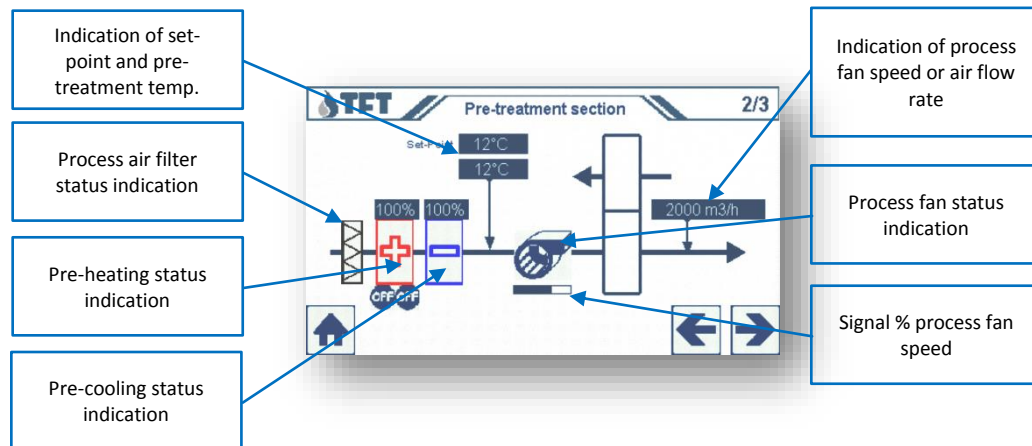 Indication of set-
point and pre-
treatment temp.
Process air filter
status indication
Pre-heating status
indication
Pre-cooling status
indication
TFT
Pre-treatment section
2/3
Set-Point
12°C
12°C
100%
100%
2000 m3/h
OFF
OFF
Indication of process
fan speed or air flow
rate
Process fan status
indication
Signal % process fan
speed